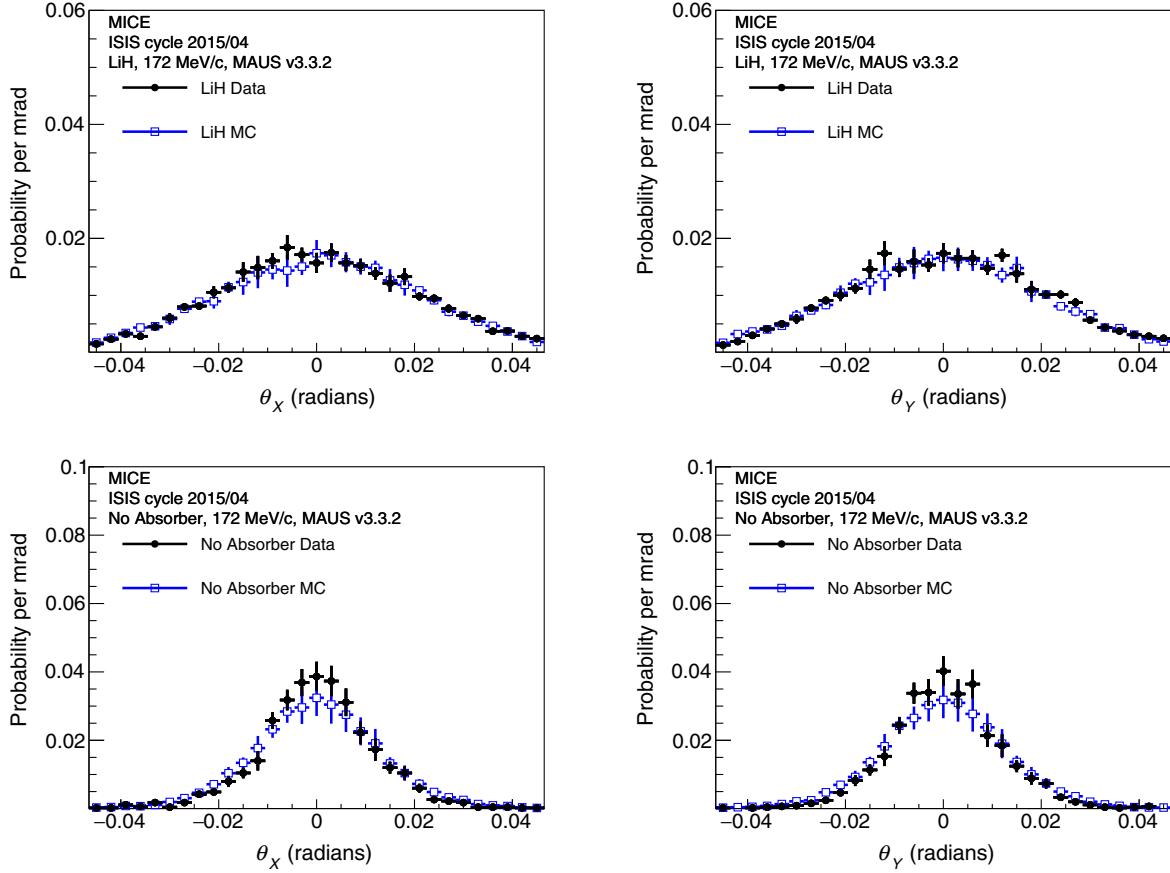 0.06
0.04
0.02
Probability per mrad
MICE
ISIS cycle 2015/04
LiH, 172 MeV/c, MAUS v3.3.2
LiH Data
LiH MC
−0.04 −0.02 0 0.02 0.04
θX (radians)
0.06
0.04
0.02
Probability per mrad
MICE
ISIS cycle 2015/04
LiH, 172 MeV/c, MAUS v3.3.2
LiH Data
LiH MC
−0.04 −0.02 0 0.02 0.04
θY (radians)
0.1
0.08
0.06
0.04
0.02
Probability per mrad
MICE
ISIS cycle 2015/04
No Absorber, 172 MeV/c, MAUS v3.3.2
No Absorber Data
No Absorber MC
−0.04 −0.02 0 0.02 0.04
θX (radians)
0.1
0.08
0.06
0.04
0.02
Probability per mrad
MICE
ISIS cycle 2015/04
No Absorber, 172 MeV/c, MAUS v3.3.2
No Absorber Data
No Absorber MC
−0.04 −0.02 0 0.02 0.04
θY (radians)